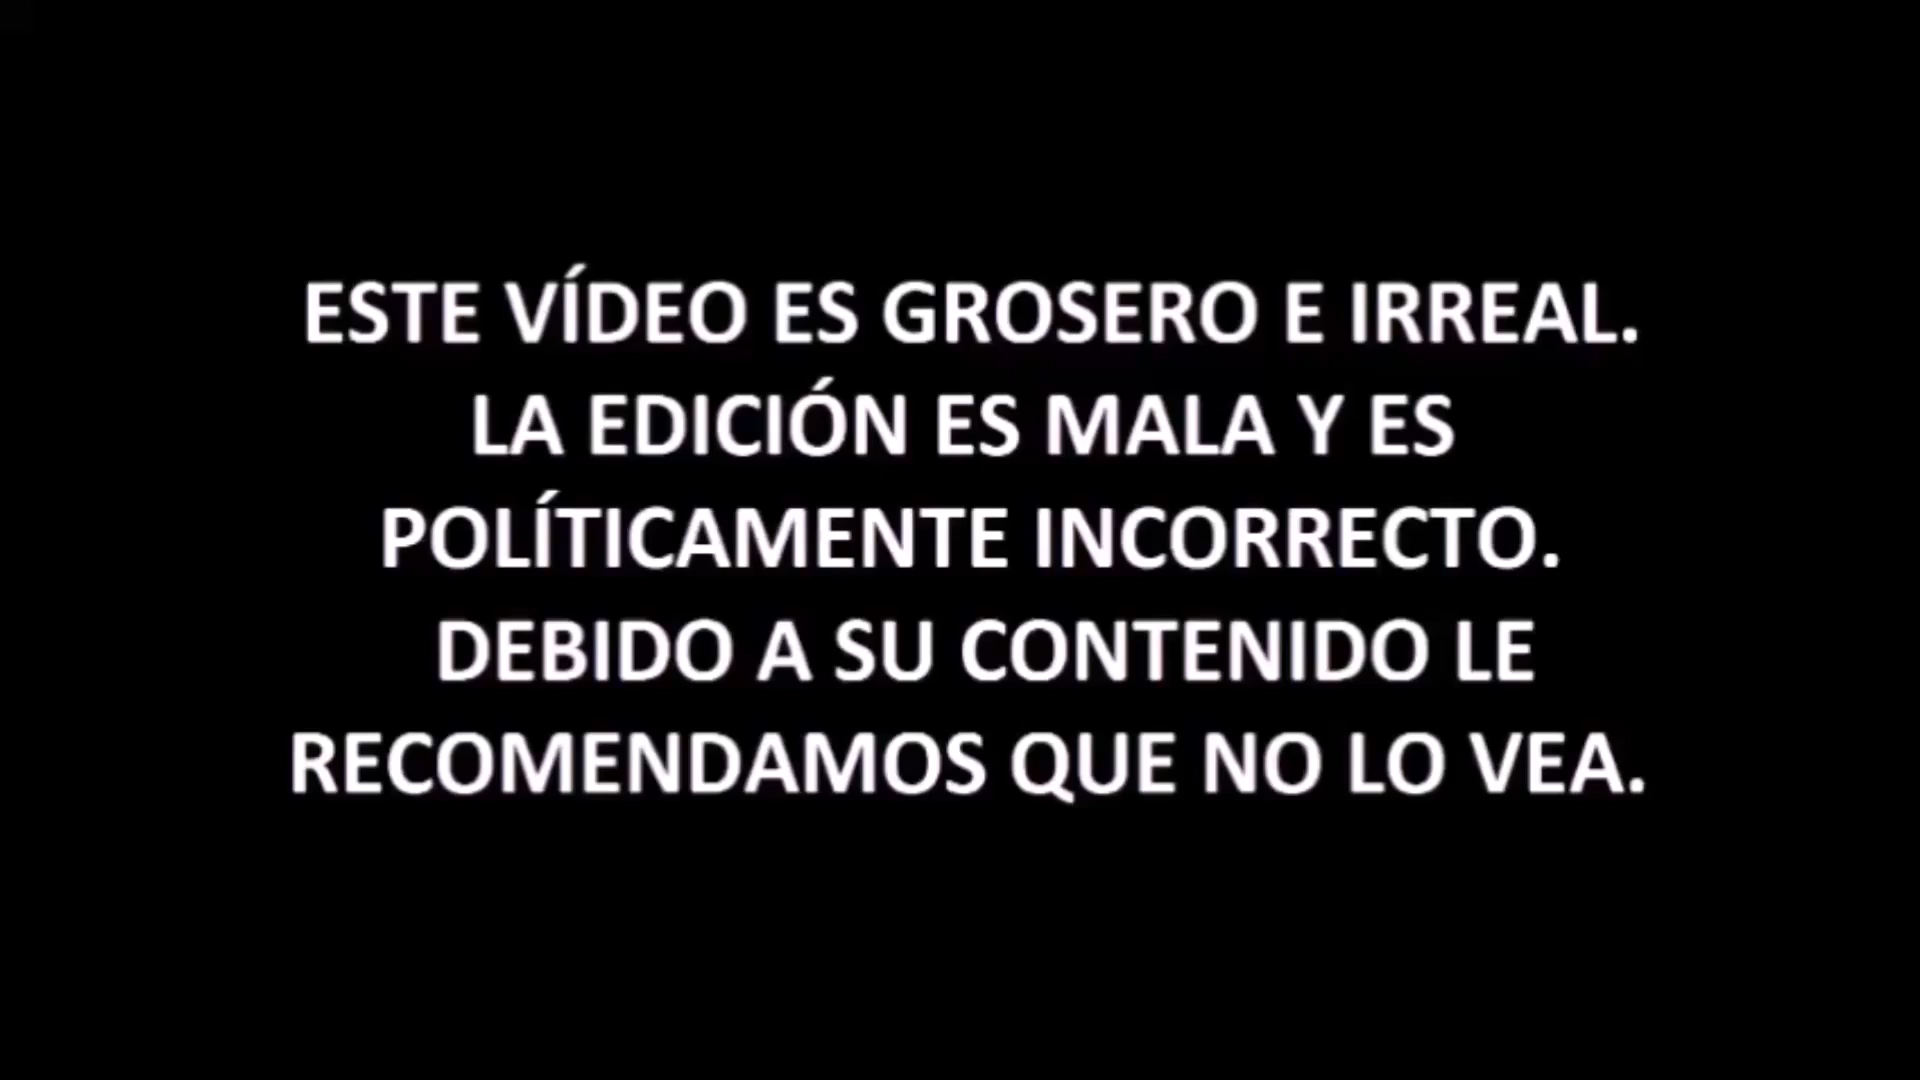 ESTE VÍDEO ES GROSERO E IRREAL.
LA EDICIÓN ES MALA Y ES
POLÍTICAMENTE INCORRECTO.
DEBIDO A SU CONTENIDO LE
RECOMENDAMOS QUE NO LO VEA.